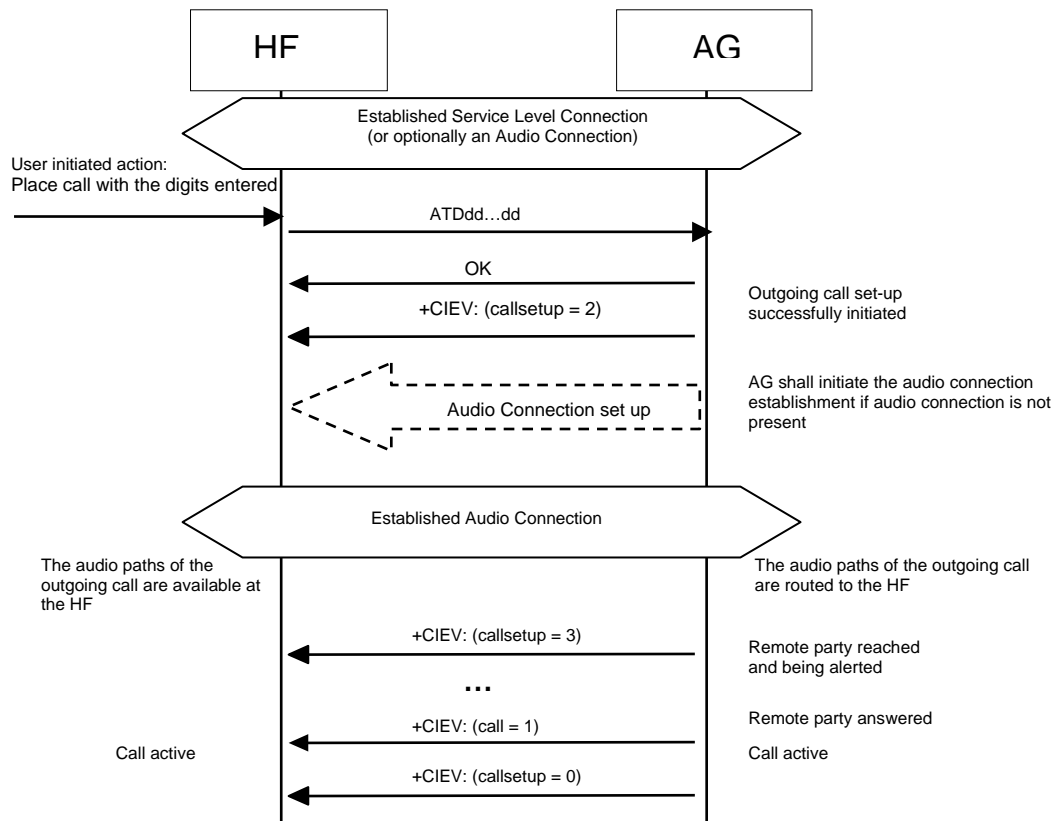 HF
AG
Established Service Level Connection
(or optionally an Audio Connection)
User initiated action:
Place call with the digits entered
ATDdd…dd
OK
+CIEV: (callsetup = 2)
Outgoing call set-up
successfully initiated
Audio Connection set up
AG shall initiate the audio connection
establishment if audio connection is not
present
Established Audio Connection
The audio paths of the
outgoing call are available at
the HF
The audio paths of the outgoing call
are routed to the HF
+CIEV: (callsetup = 3)
Remote party reached
and being alerted
…
+CIEV: (call = 1)
Remote party answered
Call active
Call active
+CIEV: (callsetup = 0)